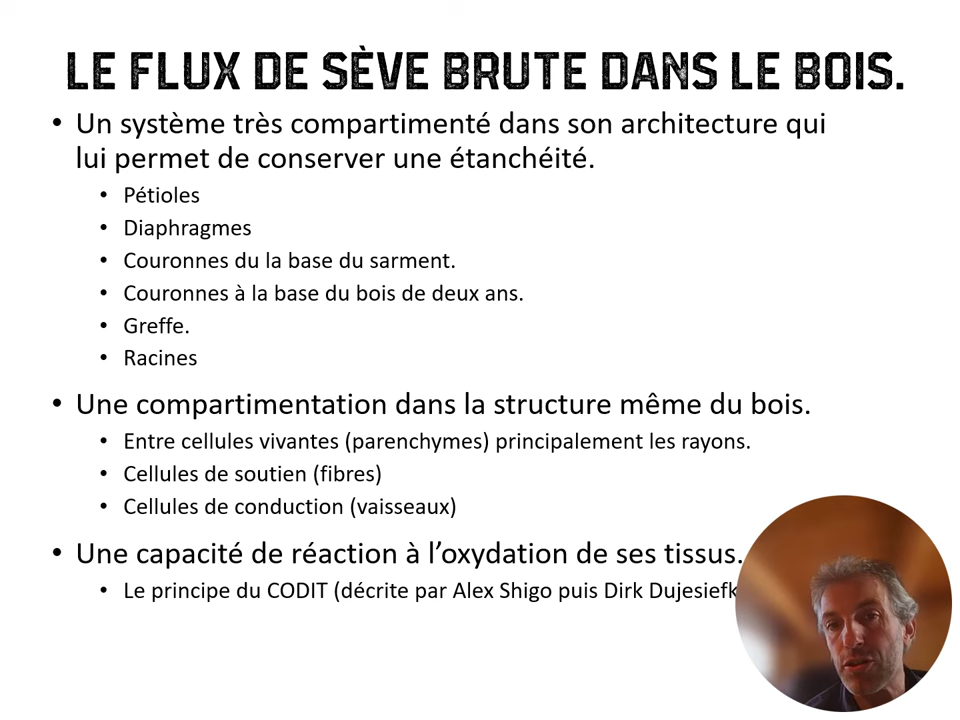 LE FLUX DE SÈVE BRUTE DANS LE BOIS.
• Un système très compartimenté dans son architecture qui
lui permet de conserver une étanchéité.
• Pétioles
• Diaphragmes
• Couronnes du la base du sarment.
• Couronnes à la base du bois de deux ans.
• Greffe.
• Racines
• Une compartimentation dans la structure même du bois.
• Entre cellules vivantes (parenchymes) principalement les rayons.
• Cellules de soutien (fibres)
• Cellules de conduction (vaisseaux)
• Une capacité de réaction à l’oxydation de ses tissus.
• Le principe du CODIT (décrite par Alex Shigo puis Dirk